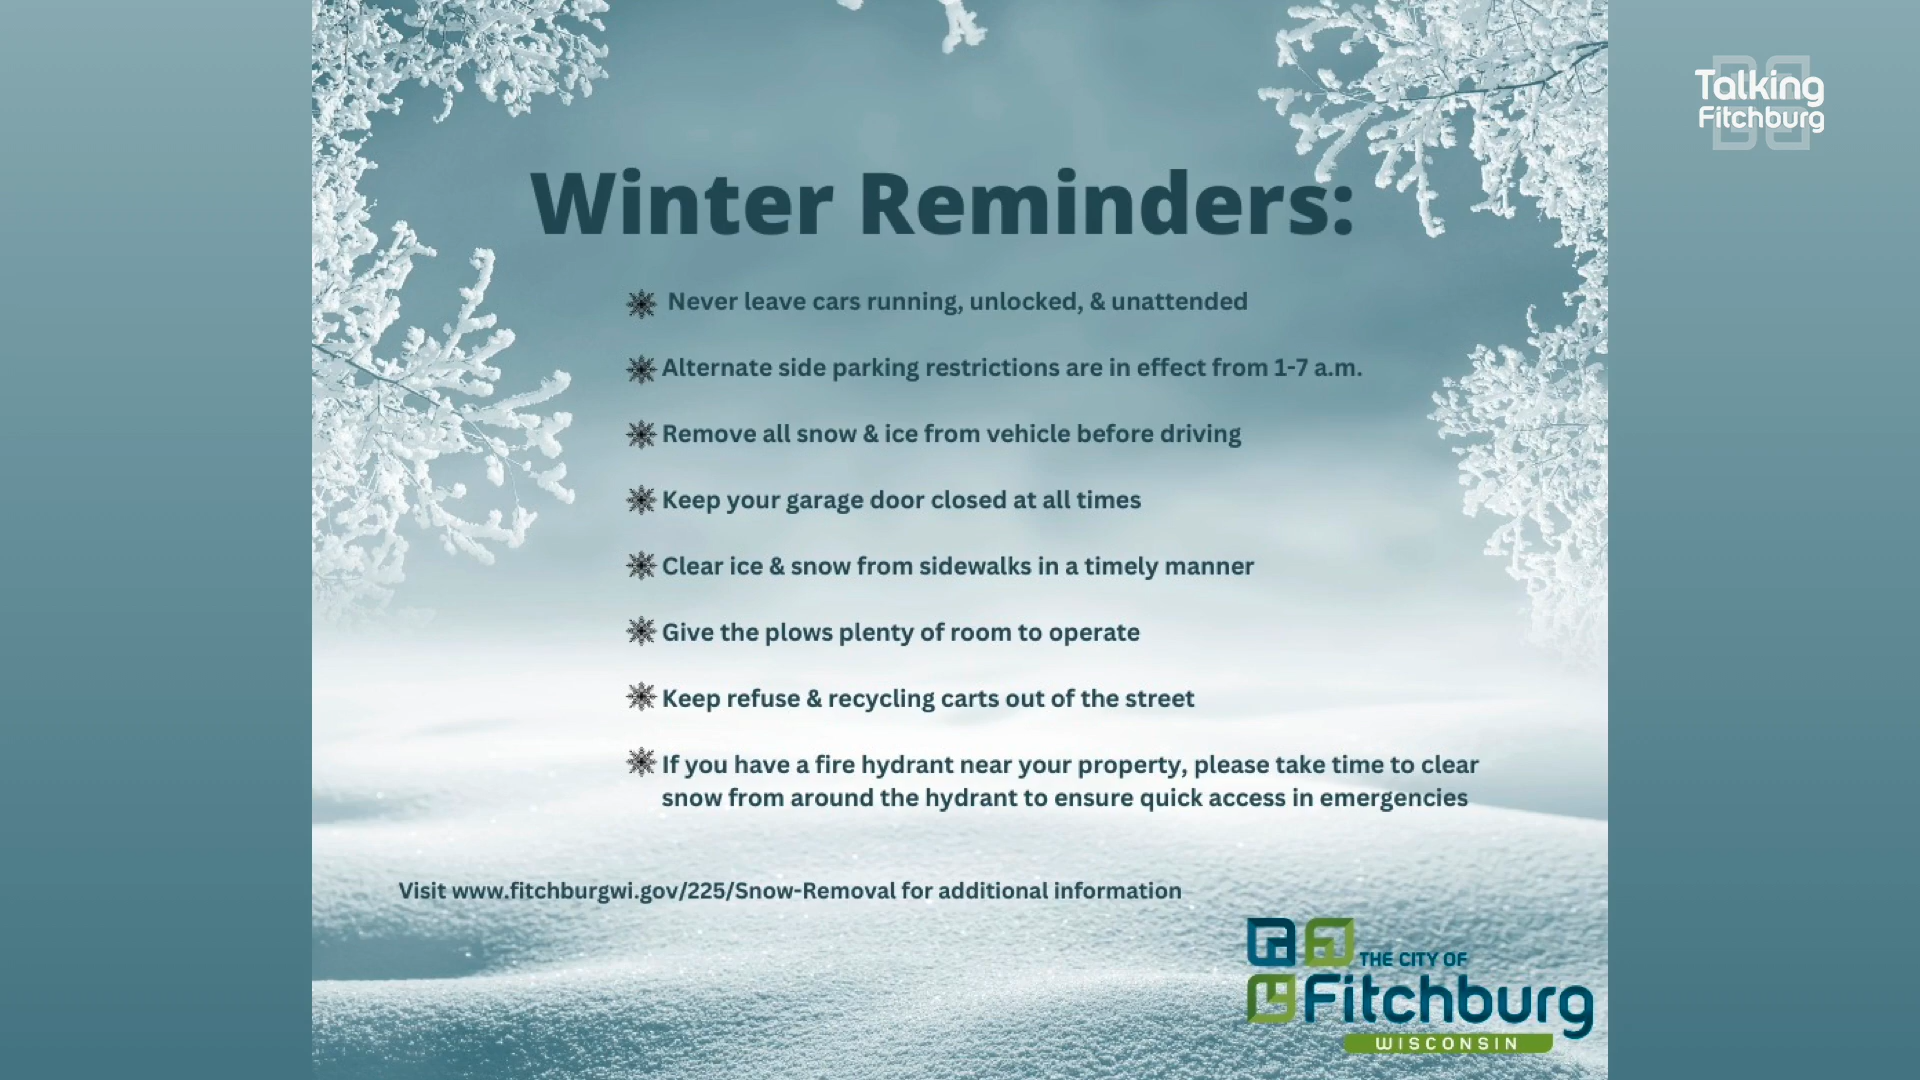 Talking
Fitchburg
Winter Reminders:
Never leave cars running, unlocked, & unattended
Alternate side parking restrictions are in effect from 1-7 a.m.
Remove all snow & ice from vehicle before driving
Keep your garage door closed at all times
Clear ice & snow from sidewalks in a timely manner
Give the plows plenty of room to operate
Keep refuse & recycling carts out of the street
If you have a fire hydrant near your property, please take time to clear
snow from around the hydrant to ensure quick access in emergencies
Visit www.fitchburgwi.gov/225/Snow-Removal for additional information
THE CITY OF
Fitchburg
WISCONSIN